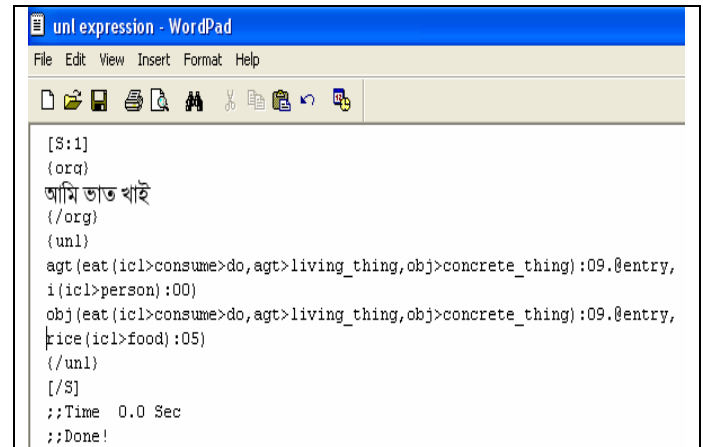 unl expression - WordPad
File Edit View Insert Format Help
[S:1]
{org}
আমি ভাত খাই
{/org}
{unl}
agt(eat(icl>consume>do,agt>living_thing,obj>concrete_thing):09.@entry,
i(icl>person):00)
obj(eat(icl>consume>do,agt>living_thing,obj>concrete_thing):09.@entry,
rice(icl>food):05)
{/unl}
[/S]
;;Time 0.0 Sec
;;Done!